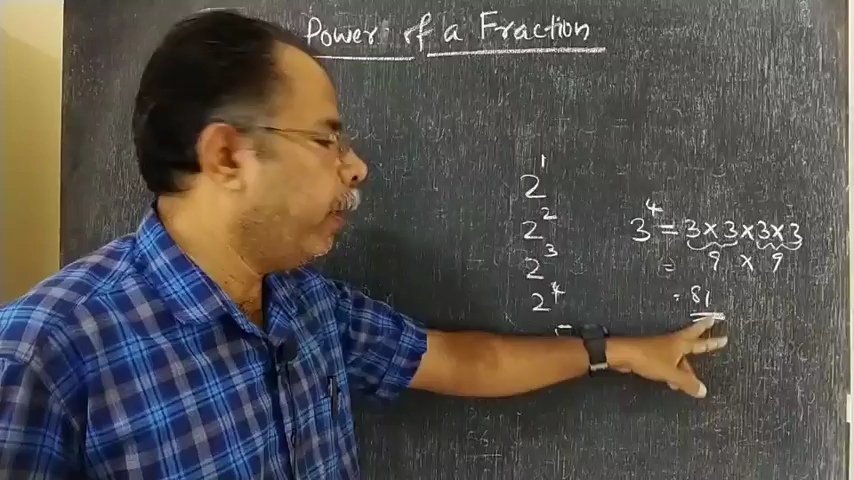 Power of a Fraction
2¹
2²
2³
2⁴
3⁴ = 3×3×3×3
= 9 × 9
= 81